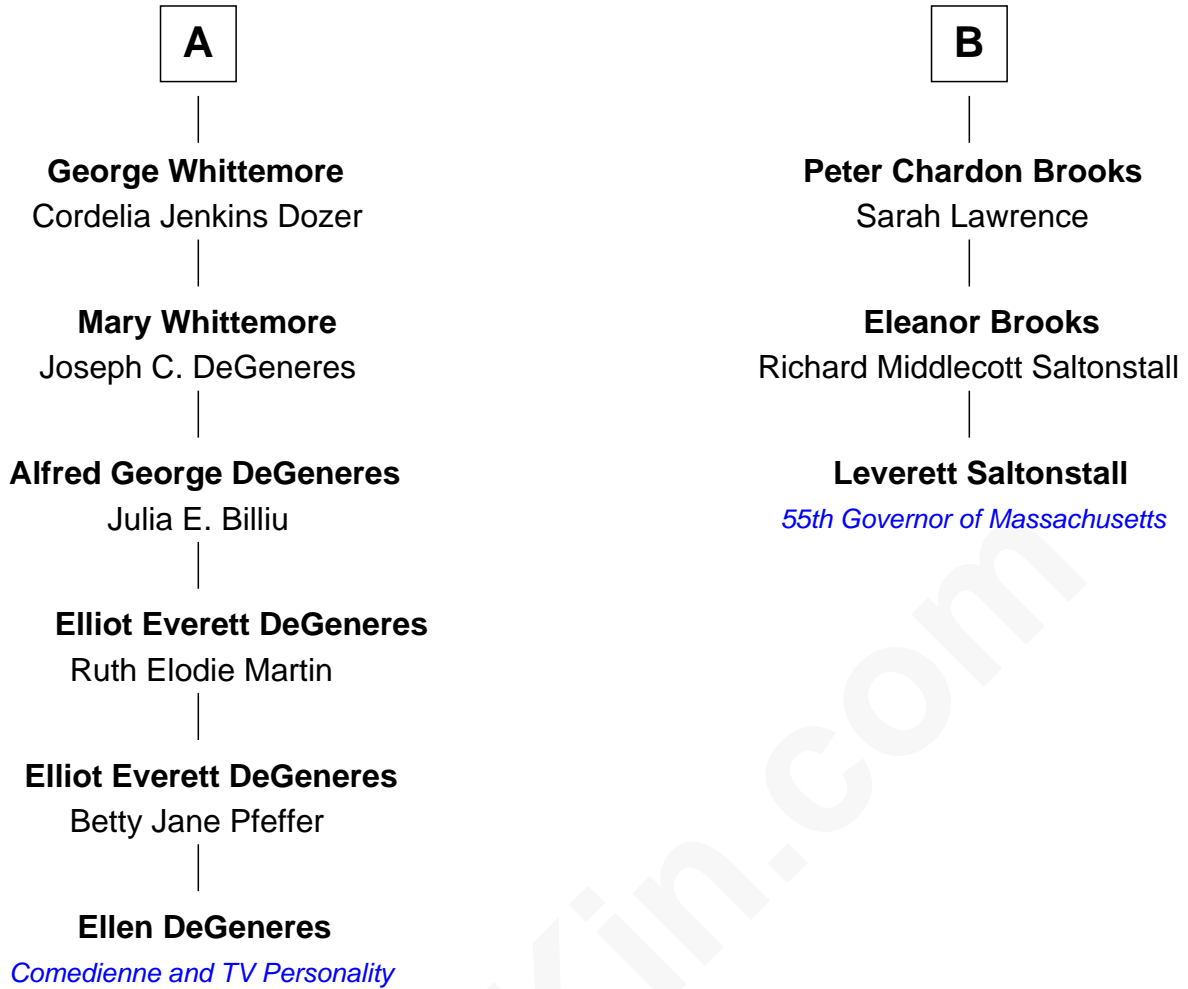 A
George Whittemore
Cordelia Jenkins Dozer
Mary Whittemore
Joseph C. DeGeneres
Alfred George DeGeneres
Julia E. Billiu
Elliot Everett DeGeneres
Ruth Elodie Martin
Elliot Everett DeGeneres
Betty Jane Pfeffer
Ellen DeGeneres
Comedienne and TV Personality
B
Peter Chardon Brooks
Sarah Lawrence
Eleanor Brooks
Richard Middlecott Saltonstall
Leverett Saltonstall
55th Governor of Massachusetts
Kin.com